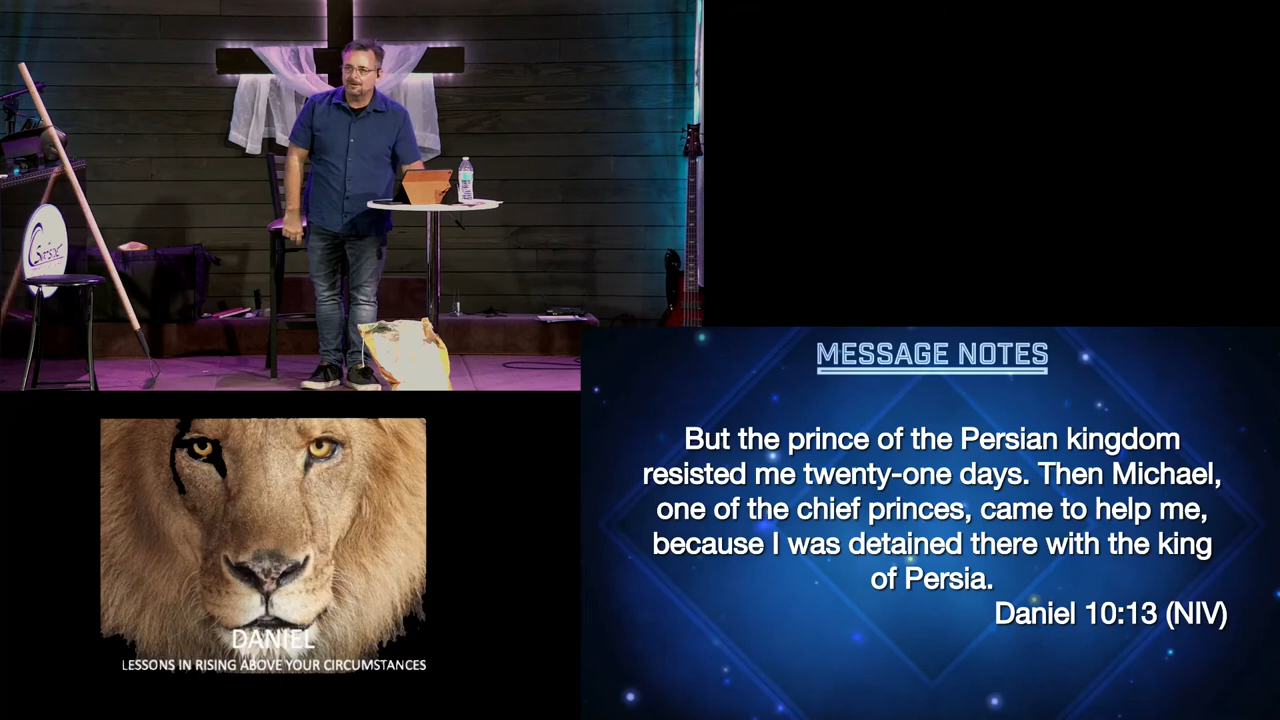 MESSAGE NOTES
But the prince of the Persian kingdom
resisted me twenty-one days. Then Michael,
one of the chief princes, came to help me,
because I was detained there with the king
of Persia.
Daniel 10:13 (NIV)
DANIEL
LESSONS IN RISING ABOVE YOUR CIRCUMSTANCES